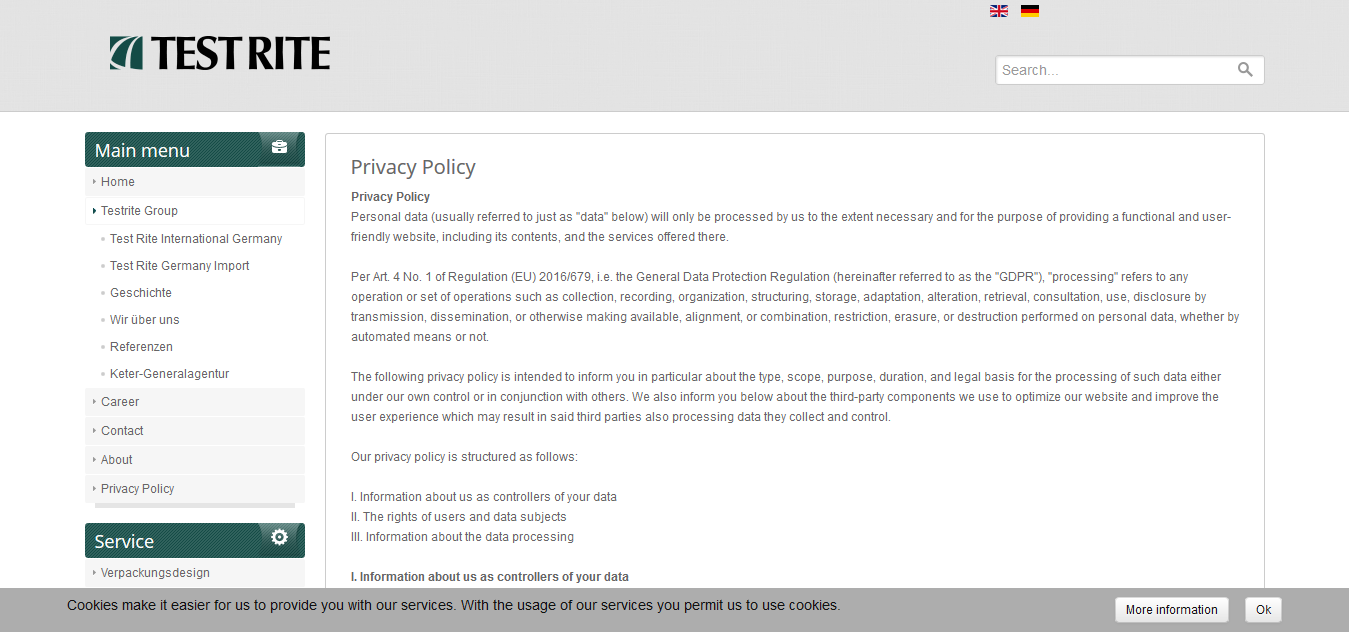 TEST RITE
Search...
Main menu
Home
Testrite Group
Test Rite International Germany
Test Rite Germany Import
Geschichte
Wir über uns
Referenzen
Keter-Generalagentur
Career
Contact
About
Privacy Policy
Service
Verpackungsdesign
Privacy Policy
Privacy Policy
Personal data (usually referred to just as "data" below) will only be processed by us to the extent necessary and for the purpose of providing a functional and user-
friendly website, including its contents, and the services offered there.
Per Art. 4 No. 1 of Regulation (EU) 2016/679, i.e. the General Data Protection Regulation (hereinafter referred to as the "GDPR"), "processing" refers to any
operation or set of operations such as collection, recording, organization, structuring, storage, adaptation, alteration, retrieval, consultation, use, disclosure by
transmission, dissemination, or otherwise making available, alignment, or combination, restriction, erasure, or destruction performed on personal data, whether by
automated means or not.
The following privacy policy is intended to inform you in particular about the type, scope, purpose, duration, and legal basis for the processing of such data either
under our own control or in conjunction with others. We also inform you below about the third-party components we use to optimize our website and improve the
user experience which may result in said third parties also processing data they collect and control.
Our privacy policy is structured as follows:
I. Information about us as controllers of your data
II. The rights of users and data subjects
III. Information about the data processing
I. Information about us as controllers of your data
Cookies make it easier for us to provide you with our services. With the usage of our services you permit us to use cookies.
More information
Ok